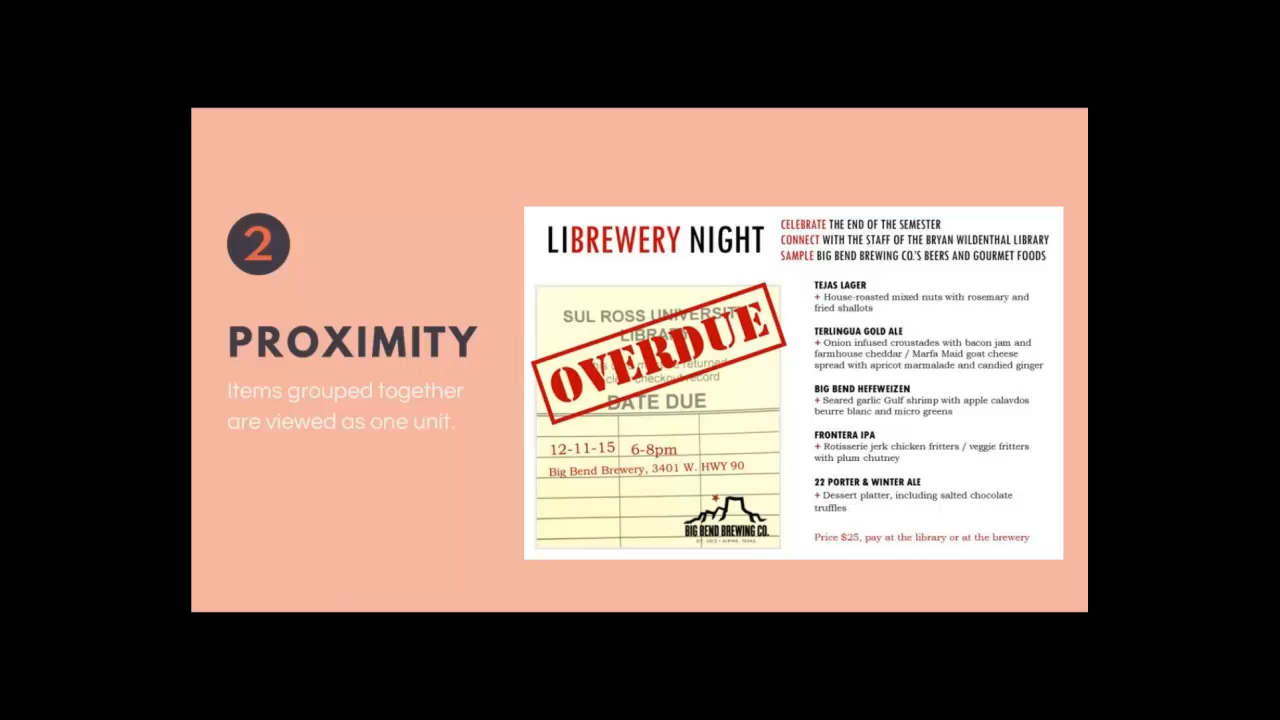 2
PROXIMITY
Items grouped together
are viewed as one unit.
LIBREWERY NIGHT
CELEBRATE THE END OF THE SEMESTER
CONNECT WITH THE STAFF OF THE BRYAN WILDENTHAL LIBRARY
SAMPLE BIG BEND BREWING CO.'S BEERS AND GOURMET FOODS
SUL ROSS UNIVERSITY
LIBRARY
OVERDUE
returned
checkout record
DATE DUE
12-11-15 6-8pm
Big Bend Brewery, 3401 W. HWY 90
BIG BEND BREWING CO.
ALPINE, TEXAS
TEJAS LAGER
+ House-roasted mixed nuts with rosemary and
fried shallots
TERLINGUA GOLD ALE
+ Onion infused croustades with bacon jam and
farmhouse cheddar / Marfa Maid goat cheese
spread with apricot marmalade and candied ginger
BIG BEND HEFEWEIZEN
+ Seared garlic Gulf shrimp with apple calavdos
beurre blanc and micro greens
FRONTERA IPA
+ Rotisserie jerk chicken fritters / veggie fritters
with plum chutney
22 PORTER & WINTER ALE
+ Dessert platter, including salted chocolate
truffles
Price $25, pay at the library or at the brewery